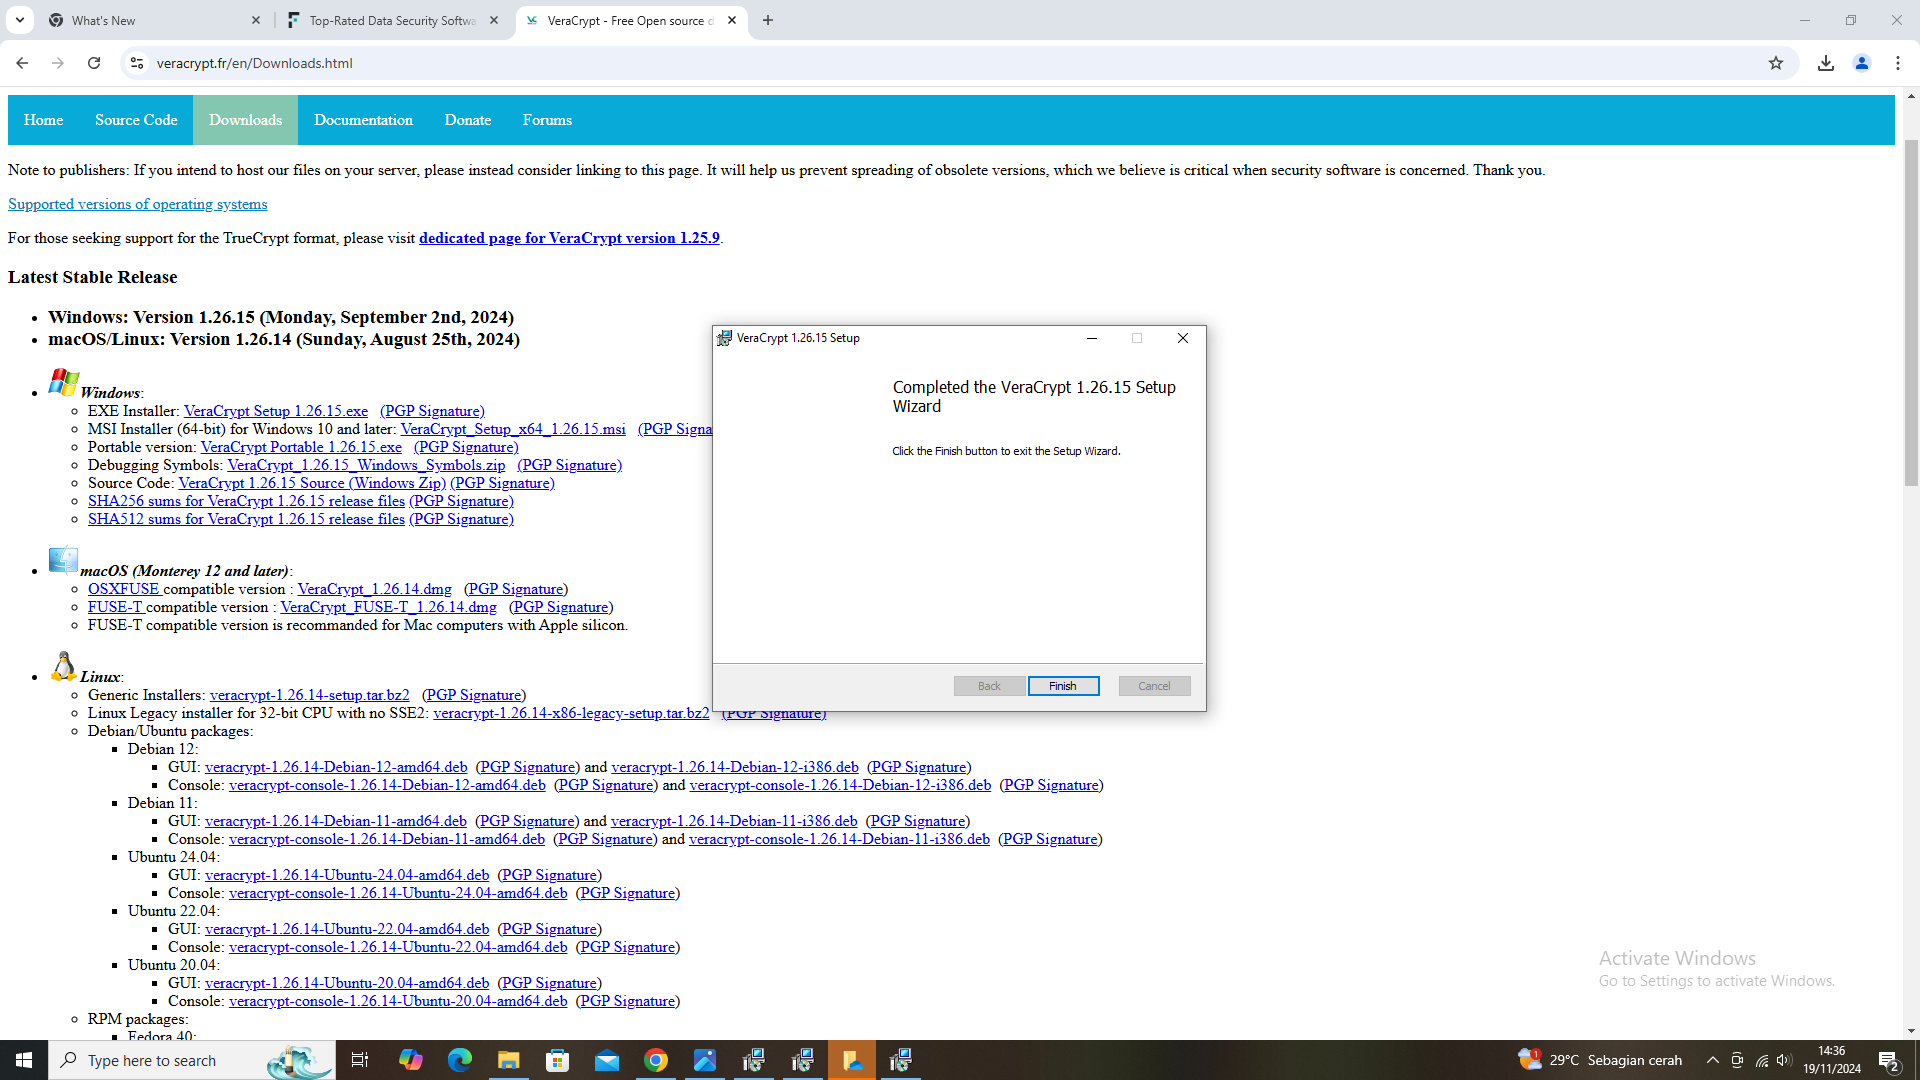 What's New
Top-Rated Data Security Softwa
VeraCrypt - Free Open source d
veracrypt.fr/en/Downloads.html
Home Source Code Downloads Documentation Donate Forums
Note to publishers: If you intend to host our files on your server, please instead consider linking to this page. It will help us prevent spreading of obsolete versions, which we believe is critical when security software is concerned. Thank you.
Supported versions of operating systems
For those seeking support for the TrueCrypt format, please visit dedicated page for VeraCrypt version 1.25.9.
Latest Stable Release
Windows: Version 1.26.15 (Monday, September 2nd, 2024)
macOS/Linux: Version 1.26.14 (Sunday, August 25th, 2024)
Windows:
EXE Installer: VeraCrypt Setup 1.26.15.exe (PGP Signature)
MSI Installer (64-bit) for Windows 10 and later: VeraCrypt_Setup_x64_1.26.15.msi (PGP Signa
Portable version: VeraCrypt Portable 1.26.15.exe (PGP Signature)
Debugging Symbols: VeraCrypt_1.26.15_Windows_Symbols.zip (PGP Signature)
Source Code: VeraCrypt 1.26.15 Source (Windows Zip) (PGP Signature)
SHA256 sums for VeraCrypt 1.26.15 release files (PGP Signature)
SHA512 sums for VeraCrypt 1.26.15 release files (PGP Signature)
macOS (Monterey 12 and later):
OSXFUSE compatible version : VeraCrypt_1.26.14.dmg (PGP Signature)
FUSE-T compatible version : VeraCrypt_FUSE-T_1.26.14.dmg (PGP Signature)
FUSE-T compatible version is recommanded for Mac computers with Apple silicon.
Linux:
Generic Installers: veracrypt-1.26.14-setup.tar.bz2 (PGP Signature)
Linux Legacy installer for 32-bit CPU with no SSE2: veracrypt-1.26.14-x86-legacy-setup.tar.bz2 (PGP Signature)
Debian/Ubuntu packages:
Debian 12:
GUI: veracrypt-1.26.14-Debian-12-amd64.deb (PGP Signature) and veracrypt-1.26.14-Debian-12-i386.deb (PGP Signature)
Console: veracrypt-console-1.26.14-Debian-12-amd64.deb (PGP Signature) and veracrypt-console-1.26.14-Debian-12-i386.deb (PGP Signature)
Debian 11:
GUI: veracrypt-1.26.14-Debian-11-amd64.deb (PGP Signature) and veracrypt-1.26.14-Debian-11-i386.deb (PGP Signature)
Console: veracrypt-console-1.26.14-Debian-11-amd64.deb (PGP Signature) and veracrypt-console-1.26.14-Debian-11-i386.deb (PGP Signature)
Ubuntu 24.04:
GUI: veracrypt-1.26.14-Ubuntu-24.04-amd64.deb (PGP Signature)
Console: veracrypt-console-1.26.14-Ubuntu-24.04-amd64.deb (PGP Signature)
Ubuntu 22.04:
GUI: veracrypt-1.26.14-Ubuntu-22.04-amd64.deb (PGP Signature)
Console: veracrypt-console-1.26.14-Ubuntu-22.04-amd64.deb (PGP Signature)
Ubuntu 20.04:
GUI: veracrypt-1.26.14-Ubuntu-20.04-amd64.deb (PGP Signature)
Console: veracrypt-console-1.26.14-Ubuntu-20.04-amd64.deb (PGP Signature)
RPM packages:
Fedora 40:
VeraCrypt 1.26.15 Setup
Completed the VeraCrypt 1.26.15 Setup
Wizard
Click the Finish button to exit the Setup Wizard.
Back Finish Cancel
Activate Windows
Go to Settings to activate Windows.
Type here to search
29°C Sebagian cerah
14:36
19/11/2024
1
2